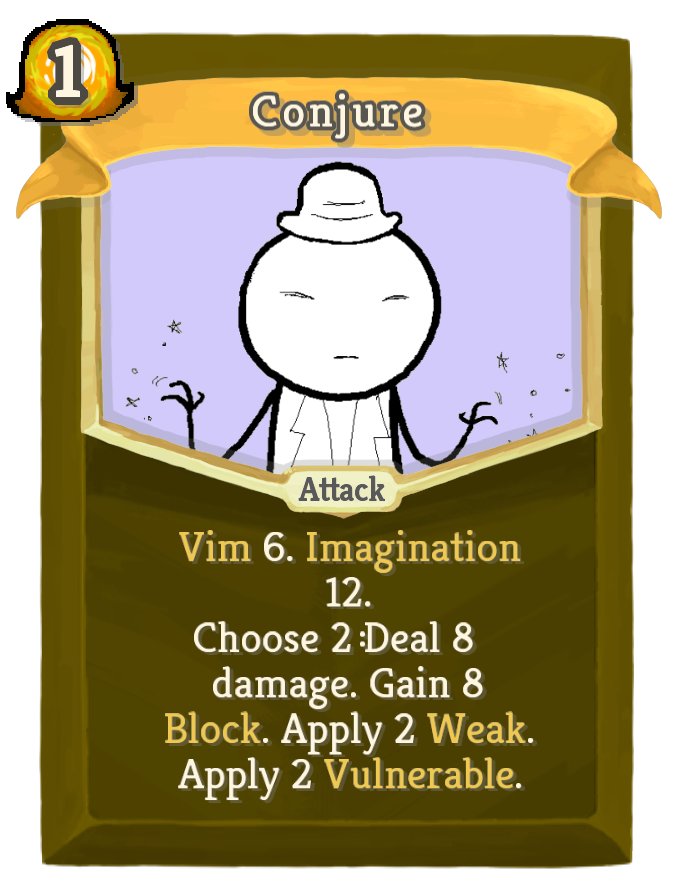 1
Conjure
Attack
Vim 6. Imagination
12.
Choose 2 :Deal 8
damage. Gain 8
Block. Apply 2 Weak.
Apply 2 Vulnerable.